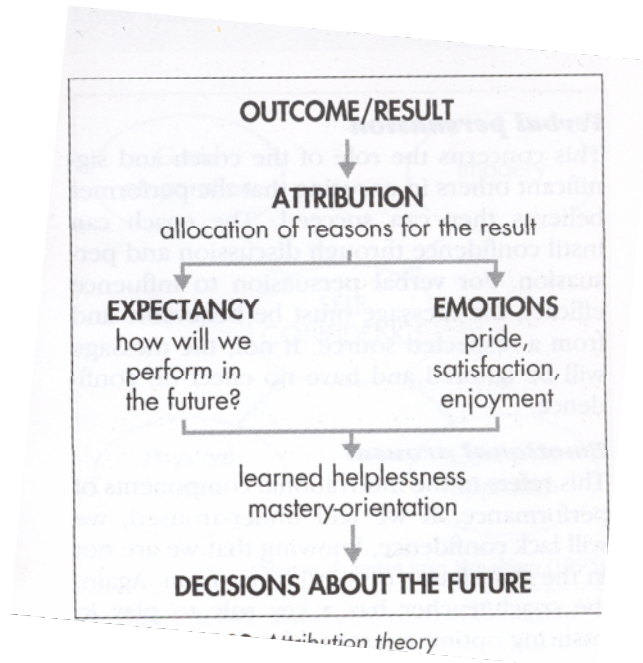 OUTCOME/RESULT
ATTRIBUTION
allocation of reasons for the result
EXPECTANCY
how will we
perform in
the future?
EMOTIONS
pride,
satisfaction,
enjoyment
learned helplessness
mastery-orientation
DECISIONS ABOUT THE FUTURE
Attribution theory